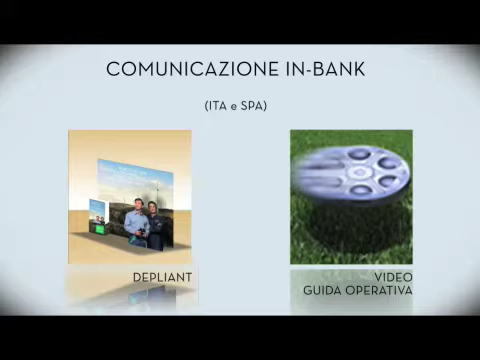 COMUNICAZIONE IN-BANK
(ITA e SPA)
DEPLIANT
VIDEO
GUIDA OPERATIVA